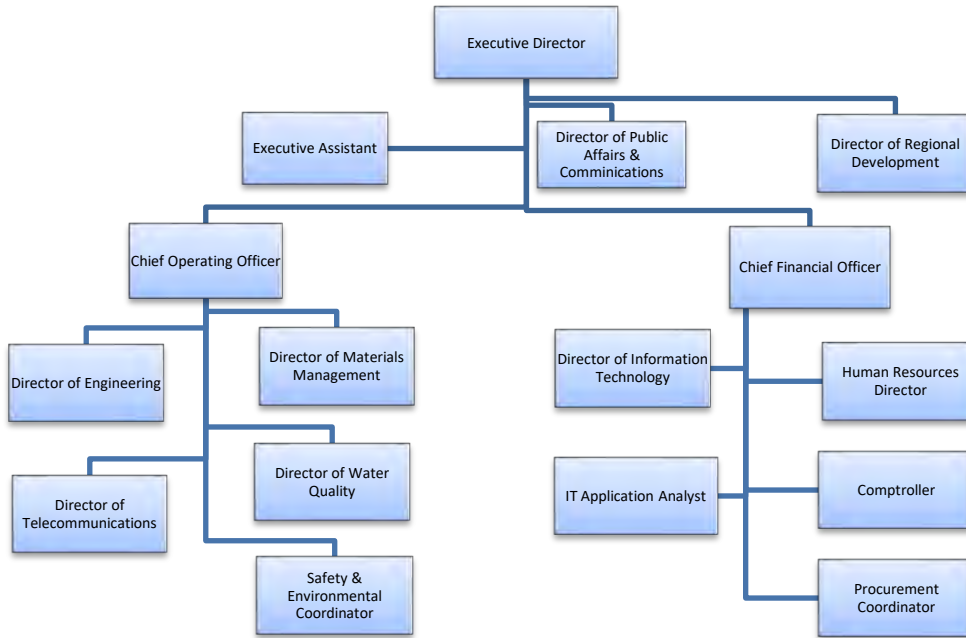 Executive Director
Executive Assistant
Director of Public
Affairs &
Comminications
Director of Regional
Development
Chief Operating Officer
Chief Financial Officer
Director of Engineering
Director of Materials
Management
Director of Information
Technology
Human Resources
Director
Director of
Telecommunications
Director of Water
Quality
IT Application Analyst
Comptroller
Safety &
Environmental
Coordinator
Procurement
Coordinator